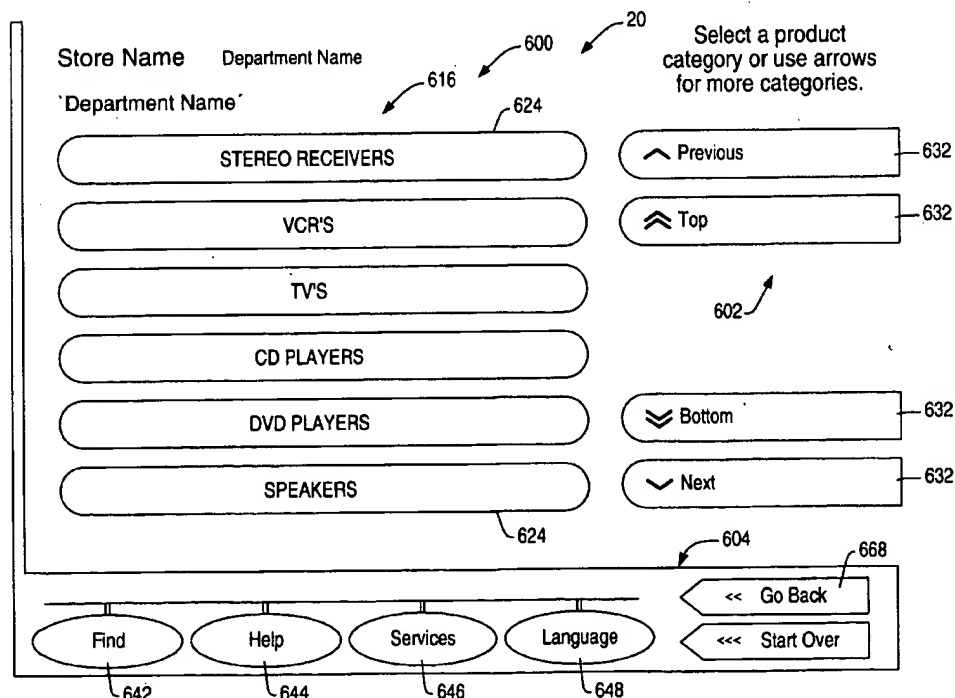 Store Name Department Name
`Department Name´
616
600
20
Select a product
category or use arrows
for more categories.
624
STEREO RECEIVERS
VCR'S
TV'S
CD PLAYERS
DVD PLAYERS
SPEAKERS
624
Previous 632
Top 632
602
Bottom 632
Next 632
604
668
<< Go Back
<<< Start Over
Find
Help
Services
Language
642
644
646
648